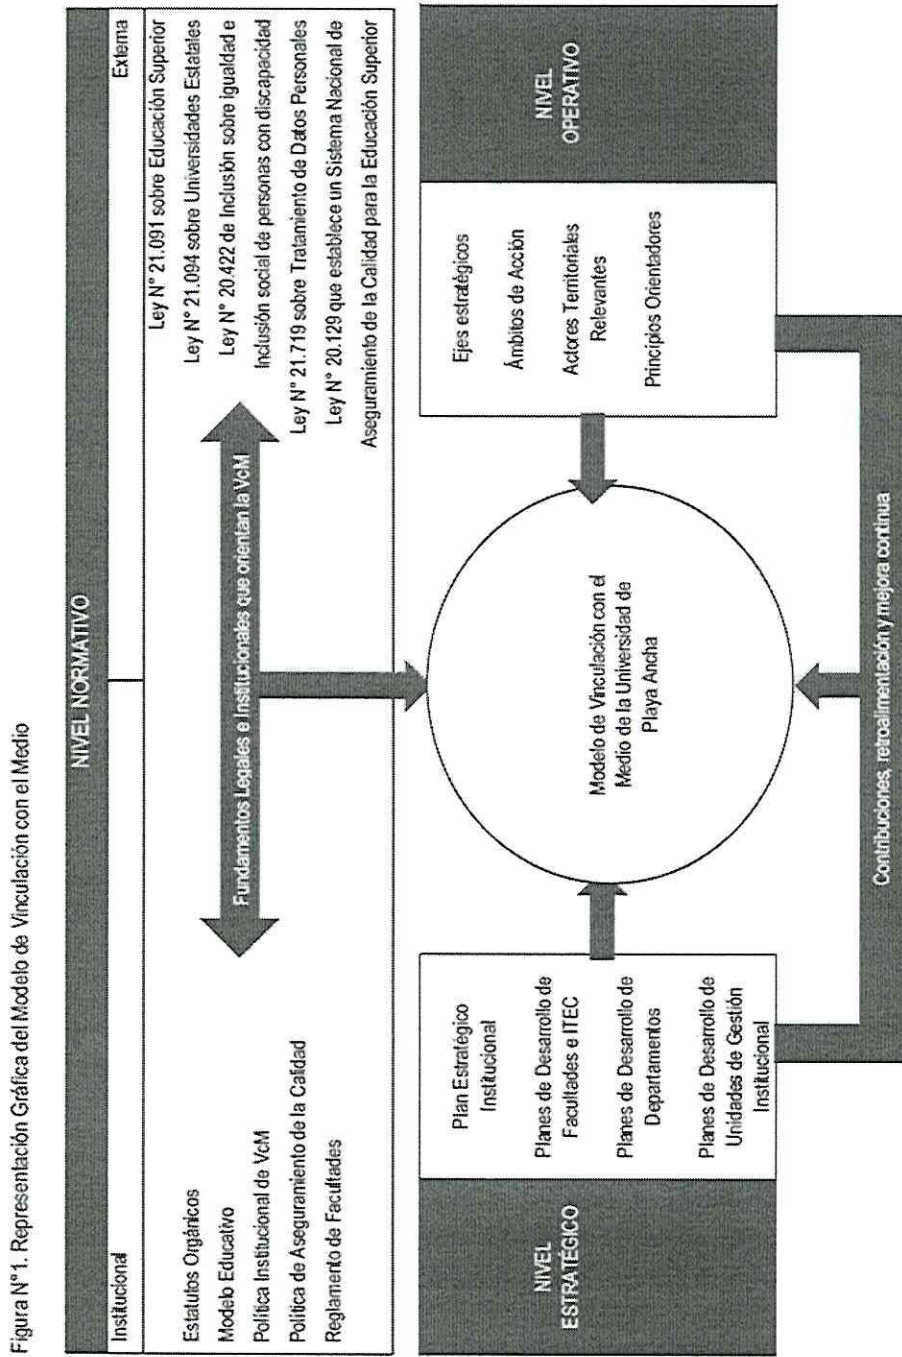 Figura N°1. Representación Gráfica del Modelo de Vinculación con el Medio
NIVEL NORMATIVO
Institucional
Externa
Estatutos Orgánicos
Modelo Educativo
Política Institucional de VcM
Política de Aseguramiento de la Calidad
Reglamento de Facultades
Fundamentos Legales e Institucionales que orientan la VcM
Ley N° 21.091 sobre Educación Superior
Ley N° 21.094 sobre Universidades Estatales
Ley N° 20.422 de Inclusión sobre igualdad e
Inclusión social de personas con discapacidad
Ley N° 21.719 sobre Tratamiento de Datos Personales
Ley N° 20.129 que establece un Sistema Nacional de
Aseguramiento de la Calidad para la Educación Superior
NIVEL
ESTRATÉGICO
Plan Estratégico
Institucional
Planes de Desarrollo de
Facultades e ITEC
Planes de Desarrollo de
Departamentos
Planes de Desarrollo de
Unidades de Gestión
Institucional
Modelo de Vinculación con el
Medio de la Universidad de
Playa Ancha
Ejes estratégicos
Ámbitos de Acción
Actores Territoriales
Relevantes
Principios Orientadores
NIVEL
OPERATIVO
Contribuciones, retroalimentación y mejora continua